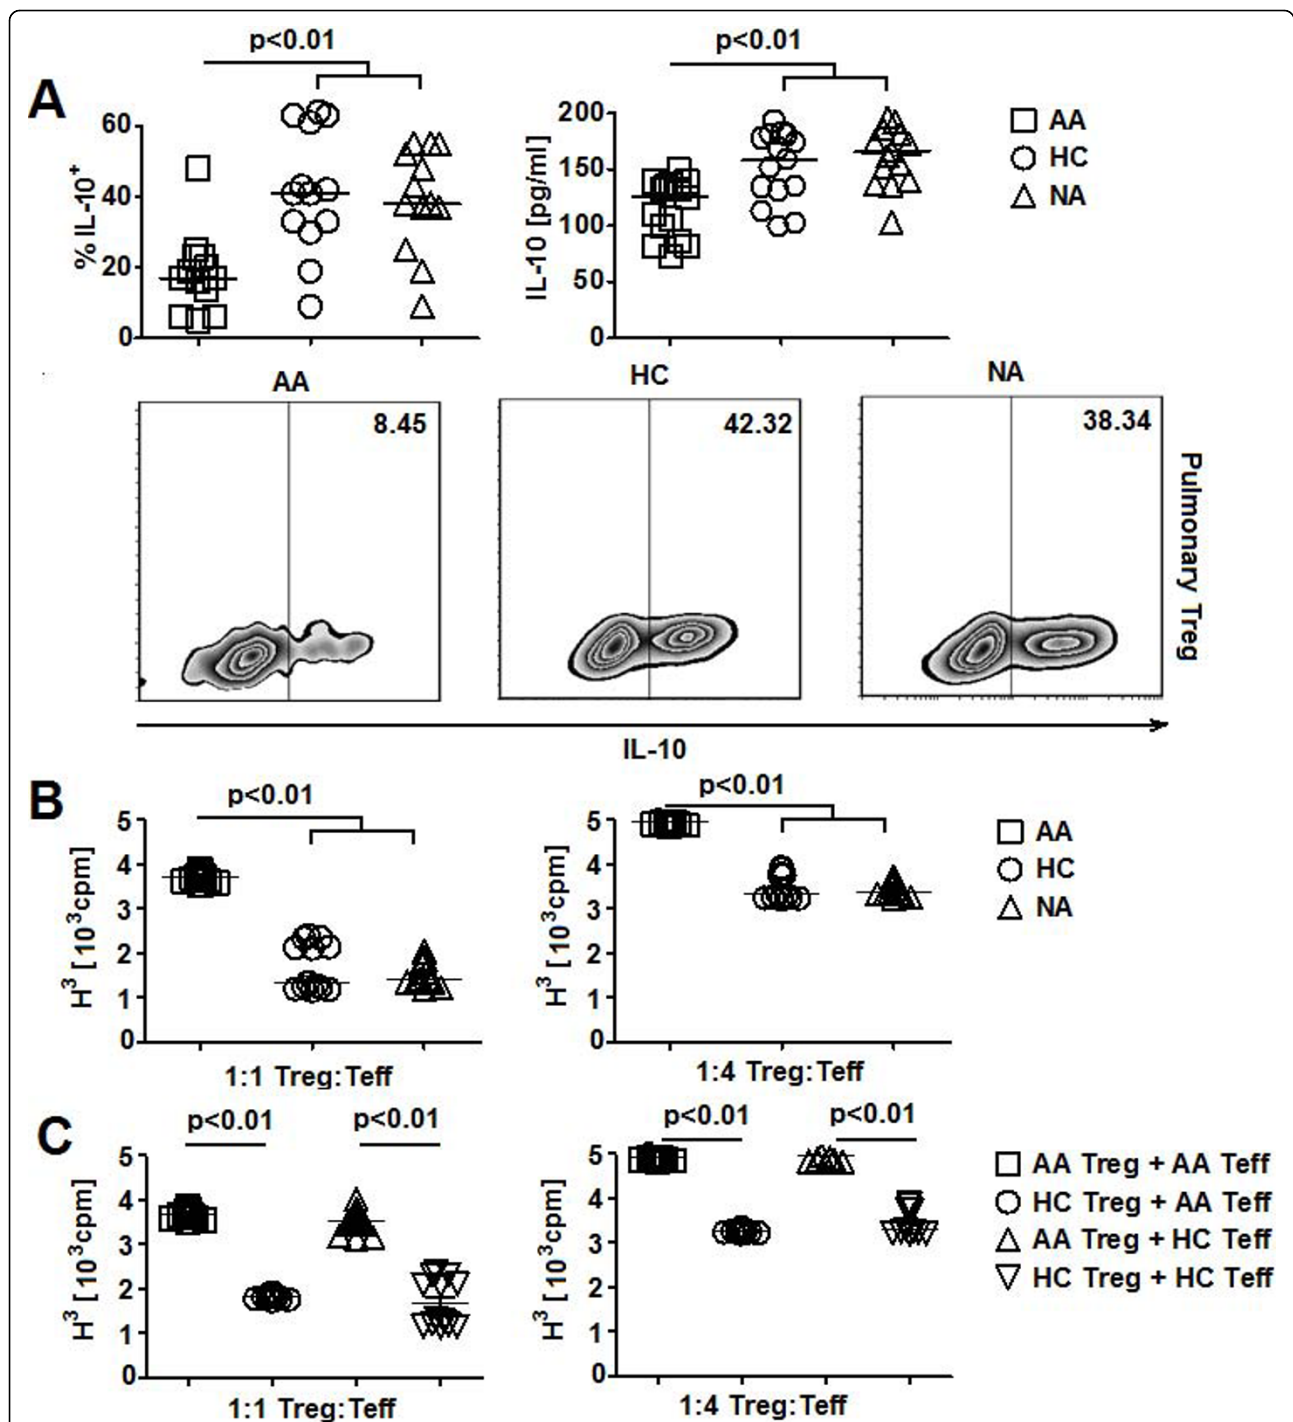 A
p<0.01
% IL-10+
60
40
20
0
p<0.01
IL-10 [pg/ml]
200
150
100
50
0
AA
HC
NA
AA
HC
NA
8.45
42.32
38.34
Pulmonary Treg
IL-10
B
p<0.01
H3 [103cpm]
5
4
3
2
1
0
1:1 Treg:Teff
p<0.01
H3 [103cpm]
5
4
3
2
1
0
1:4 Treg:Teff
AA
HC
NA
C
p<0.01
p<0.01
H3 [103cpm]
5
4
3
2
1
0
1:1 Treg:Teff
p<0.01
p<0.01
H3 [103cpm]
5
4
3
2
1
0
1:4 Treg:Teff
AA Treg + AA Teff
HC Treg + AA Teff
AA Treg + HC Teff
HC Treg + HC Teff